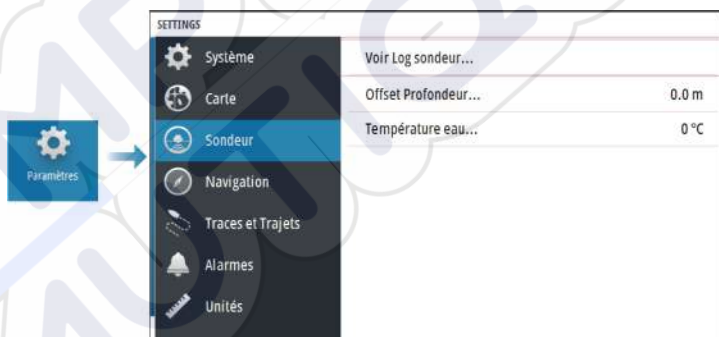 SETTINGS
Système
Carte
Sondeur
Navigation
Traces et Trajets
Alarmes
Unités
Voir Log sondeur...
Offset Profondeur... 0.0 m
Température eau... 0 °C
Paramètres